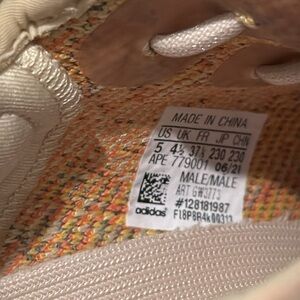 MADE IN CHINA
US UK FR JP CHN
5 4½ 37⅓ 230 230
APE 779001 06/21
MALE/MALE
ART GW3773
#128181987
adidas F18P8R4k00313